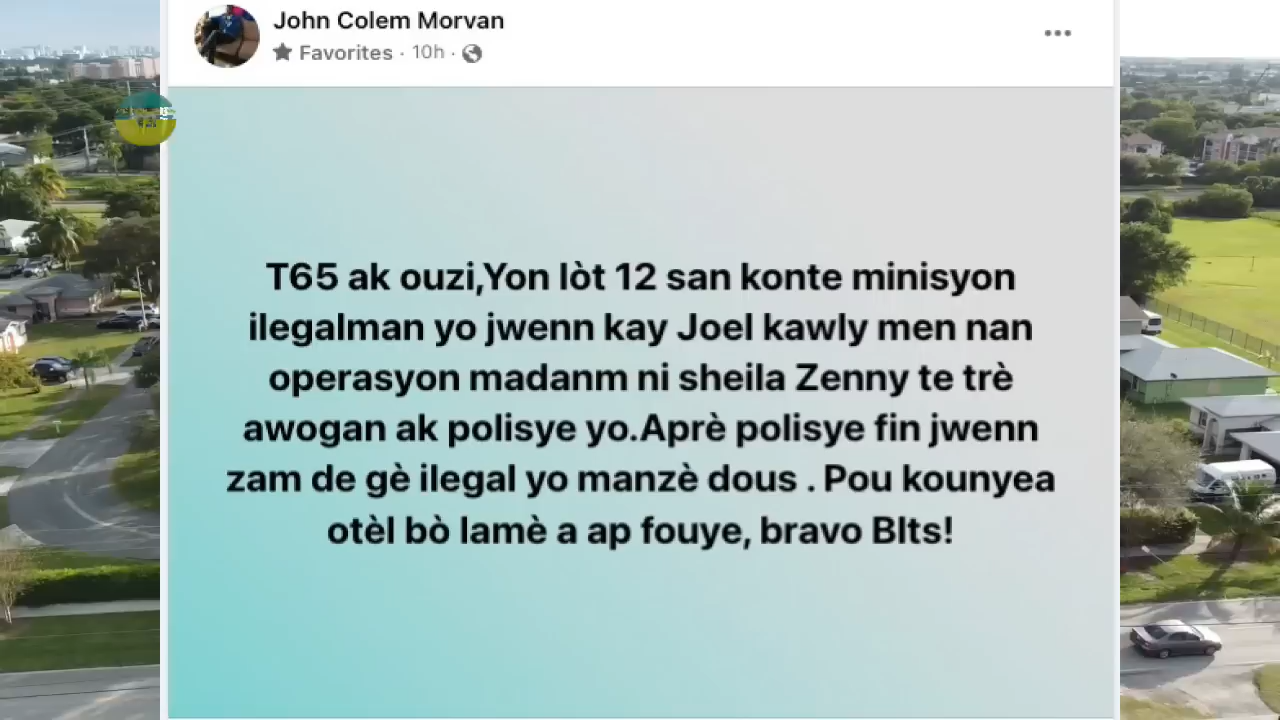 John Colem Morvan
Favorites · 10h ·
T65 ak ouzi,Yon lòt 12 san konte minisyon
ilegalman yo jwenn kay Joel kawly men nan
operasyon madanm ni sheila Zenny te trè
awogan ak polisye yo.Aprè polisye fin jwenn
zam de gè ilegal yo manzè dous . Pou kounyea
otèl bò lamè a ap fouye, bravo Blts!